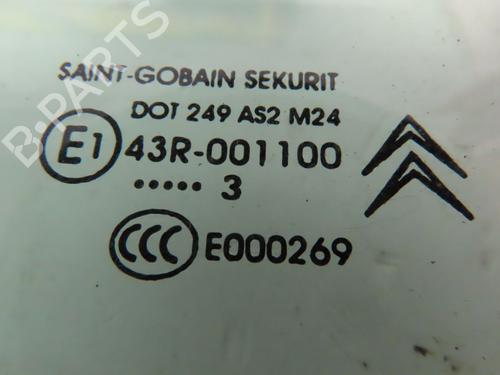 B-PARTS
SAINT-GOBAIN SEKURIT
DOT 249 AS2 M24
E1 43R-001100
..... 3
CCC E000269